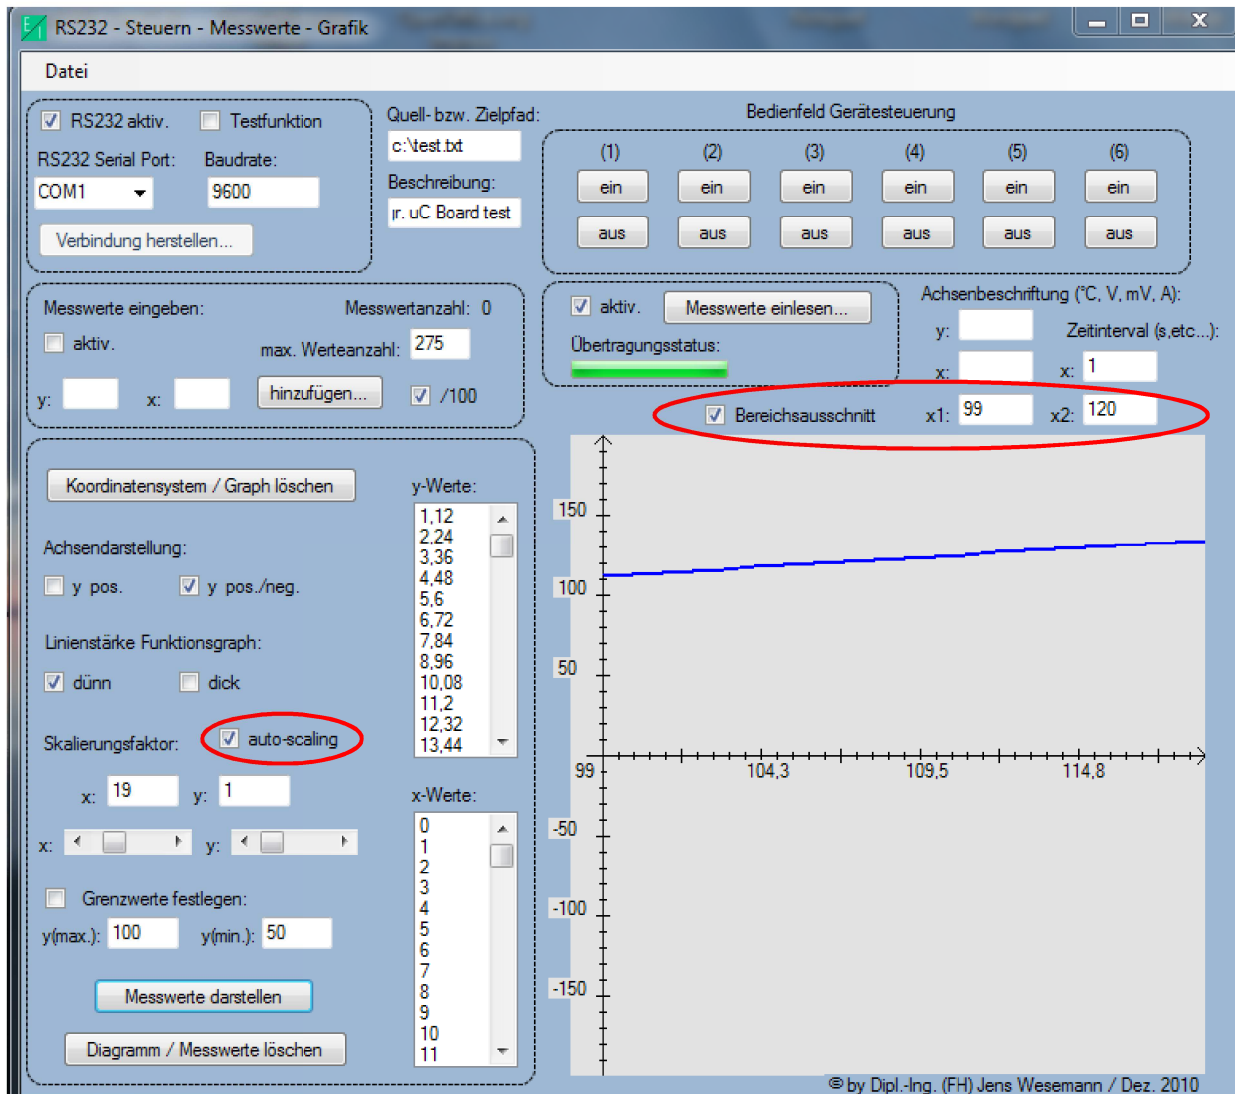 RS232 - Steuern - Messwerte - Grafik
Datei
RS232 aktiv.
Testfunktion
RS232 Serial Port:
Baudrate:
COM1
9600
Verbindung herstellen...
Quell- bzw. Zielpfad:
c:\test.txt
Beschreibung:
uC Board test
Bedienfeld Gerätesteuerung
(1) (2) (3) (4) (5) (6)
ein ein ein ein ein ein
aus aus aus aus aus aus
Messwerte eingeben:
Messwertanzahl: 0
aktiv.
max. Werteanzahl: 275
y: x:
hinzufügen...
/100
aktiv.
Messwerte einlesen...
Übertragungsstatus:
Achsenbeschriftung (°C, V, mV, A):
y:
Zeitinterval (s,etc...):
x:
x: 1
Bereichsausschnitt
x1: 99
x2: 120
Koordinatensystem / Graph löschen
Achsendarstellung:
y pos.
y pos./neg.
Linienstärke Funktionsgraph:
dünn
dick
Skalierungsfaktor:
auto-scaling
x: 19
y: 1
x:
y:
Grenzwerte festlegen:
y(max.): 100
y(min.): 50
Messwerte darstellen
Diagramm / Messwerte löschen
y-Werte:
1,12
2,24
3,36
4,48
5,6
6,72
7,84
8,96
10,08
11,2
12,32
13,44
x-Werte:
0
1
2
3
4
5
6
7
8
9
10
11
150
100
50
99 104,3 109,5 114,8
-50
-100
-150
© by Dipl.-Ing. (FH) Jens Wesemann / Dez. 2010